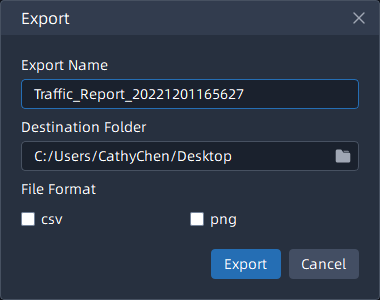 Export
Export Name
Traffic_Report_20221201165627
Destination Folder
C:/Users/CathyChen/Desktop
File Format
csv png
Export Cancel